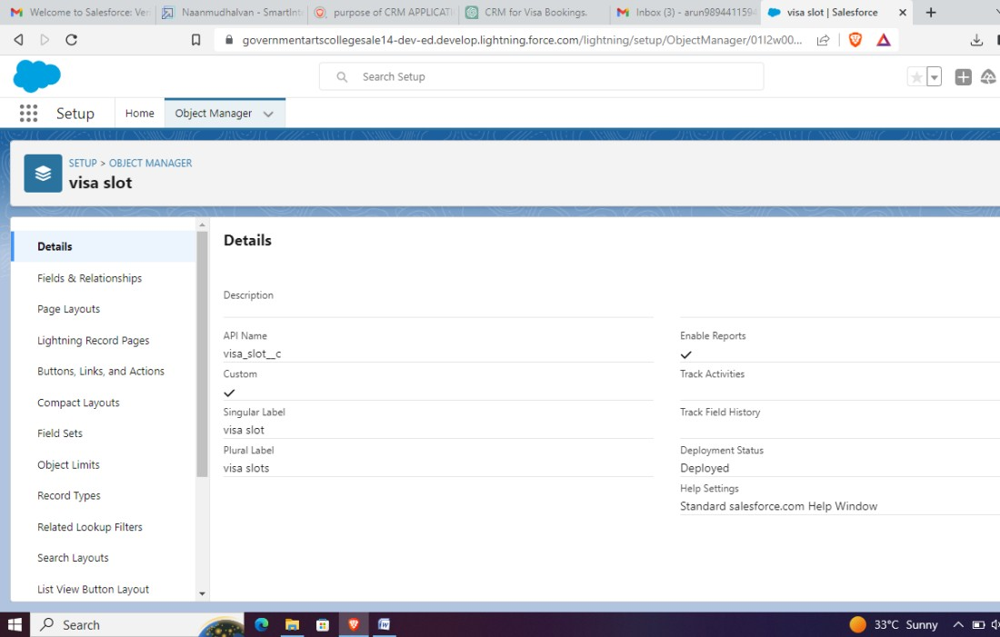 Welcome to Salesforce: Ver
Naanmudhalvan - SmartInt
purpose of CRM APPLICATI
CRM for Visa Bookings.
Inbox (3) - arun9894411594
visa slot | Salesforce
governmentartscollegesale14-dev-ed.develop.lightning.force.com/lightning/setup/ObjectManager/01I2w00...
Search Setup
Setup
Home
Object Manager
SETUP > OBJECT MANAGER
visa slot
Details
Fields & Relationships
Page Layouts
Lightning Record Pages
Buttons, Links, and Actions
Compact Layouts
Field Sets
Object Limits
Record Types
Related Lookup Filters
Search Layouts
List View Button Layout
Details
Description
API Name
visa_slot__c
Custom
Singular Label
visa slot
Plural Label
visa slots
Enable Reports
Track Activities
Track Field History
Deployment Status
Deployed
Help Settings
Standard salesforce.com Help Window
Search
33°C Sunny